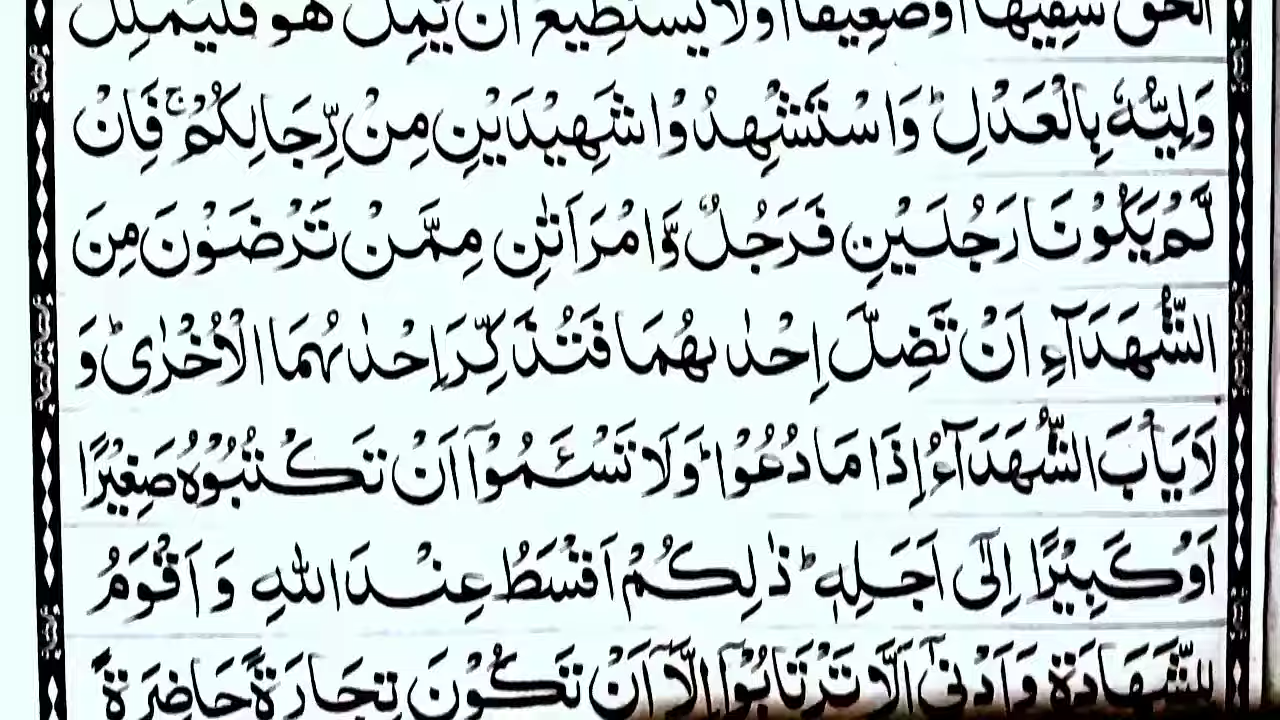 الْحَقُّ سَفِيْهًا اَوْ ضَعِيْفًا اَوْ لَا يَسْتَطِيْعُ اَنْ يُّمِلَّ هُوَ فَلْيُمْلِلْ
وَلِيُّهٗ بِالْعَدْلِ ؕ وَاسْتَشْهِدُوْا شَهِيْدَيْنِ مِنْ رِّجَالِكُمْ ۚ فَاِنْ
لَّمْ يَكُوْنَا رَجُلَيْنِ فَرَجُلٌ وَّامْرَاَتٰنِ مِمَّنْ تَرْضَوْنَ مِنَ
الشُّهَدَآءِ اَنْ تَضِلَّ اِحْدٰىهُمَا فَتُذَكِّرَ اِحْدٰىهُمَا الْاُخْرٰى ؕ وَ
لَا يَاْبَ الشُّهَدَآءُ اِذَا مَا دُعُوْا ؕ وَلَا تَسْـَٔمُوْۤا اَنْ تَكْتُبُوْهُ صَغِيْرًا
اَوْ كَبِيْرًا اِلٰۤى اَجَلِهٖ ؕ ذٰلِكُمْ اَقْسَطُ عِنْدَ اللّٰهِ وَاَقْوَمُ
لِلشَّهَادَةِ وَاَدْنٰۤى اَلَّا تَرْتَابُوْۤا اِلَّاۤ اَنْ تَكُوْنَ تِجَارَةً حَاضِرَةً